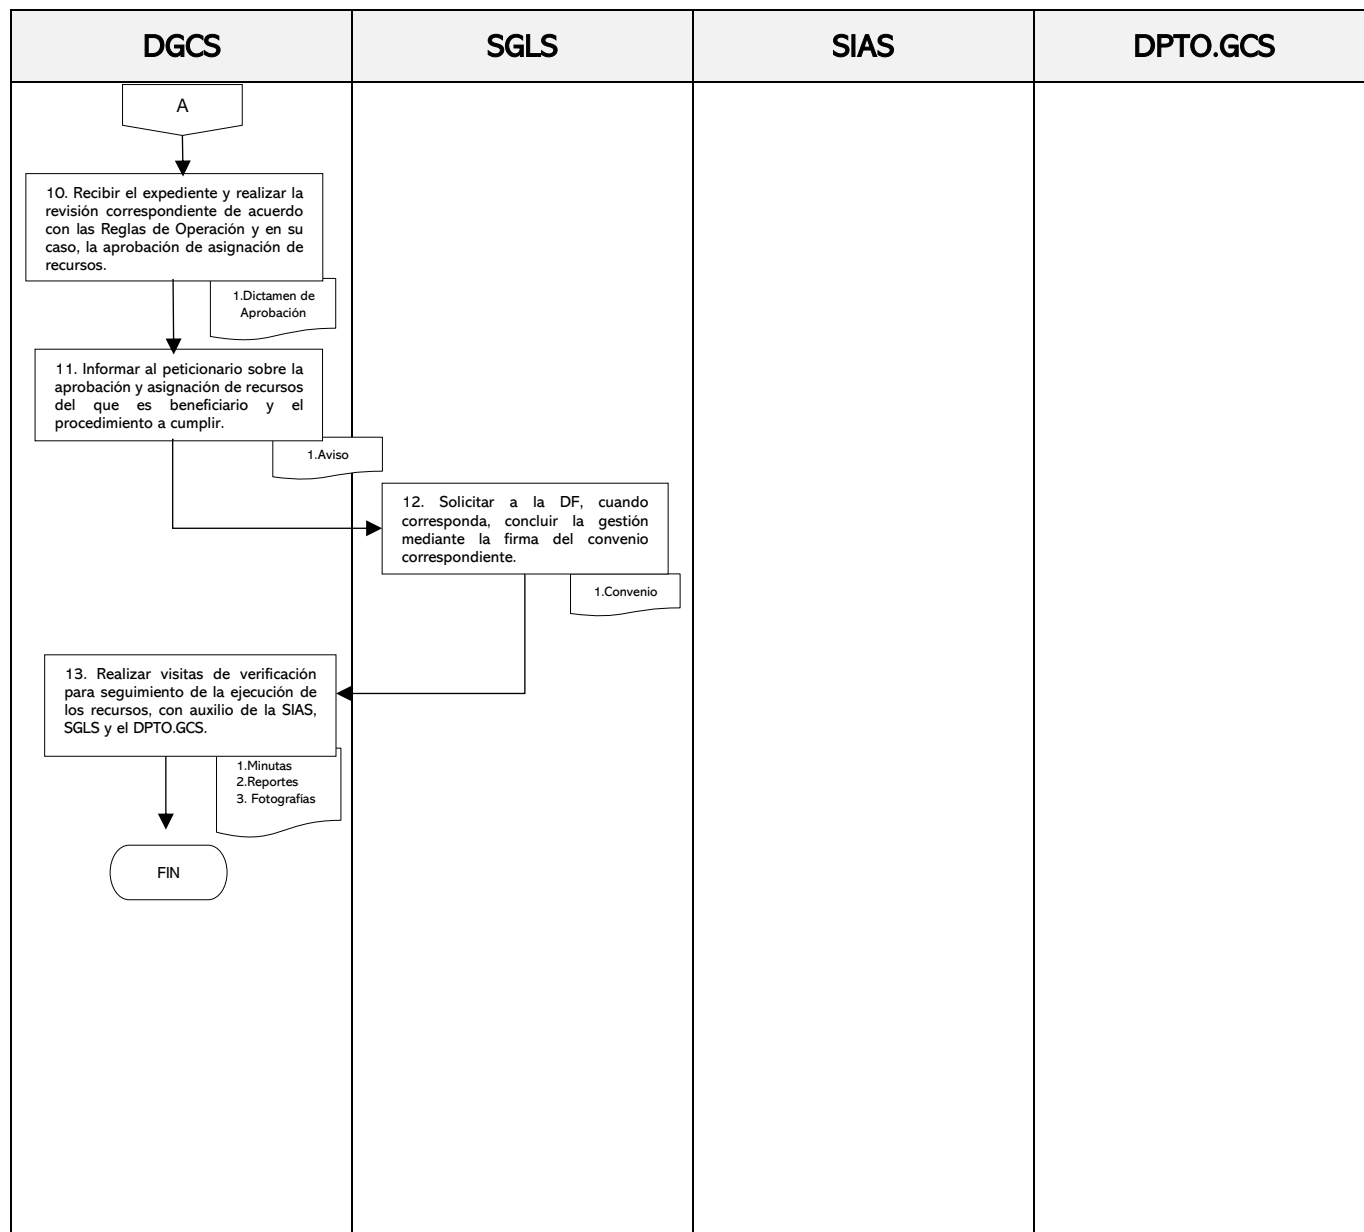 DGCS
SGLS
SIAS
DPTO.GCS
A
10. Recibir el expediente y realizar la
revisión correspondiente de acuerdo
con las Reglas de Operación y en su
caso, la aprobación de asignación de
recursos.
1.Dictamen de
Aprobación
11. Informar al peticionario sobre la
aprobación y asignación de recursos
del que es beneficiario y el
procedimiento a cumplir.
1.Aviso
12. Solicitar a la DF, cuando
corresponda, concluir la gestión
mediante la firma del convenio
correspondiente.
1.Convenio
13. Realizar visitas de verificación
para seguimiento de la ejecución de
los recursos, con auxilio de la SIAS,
SGLS y el DPTO.GCS.
1.Minutas
2.Reportes
3. Fotografías
FIN